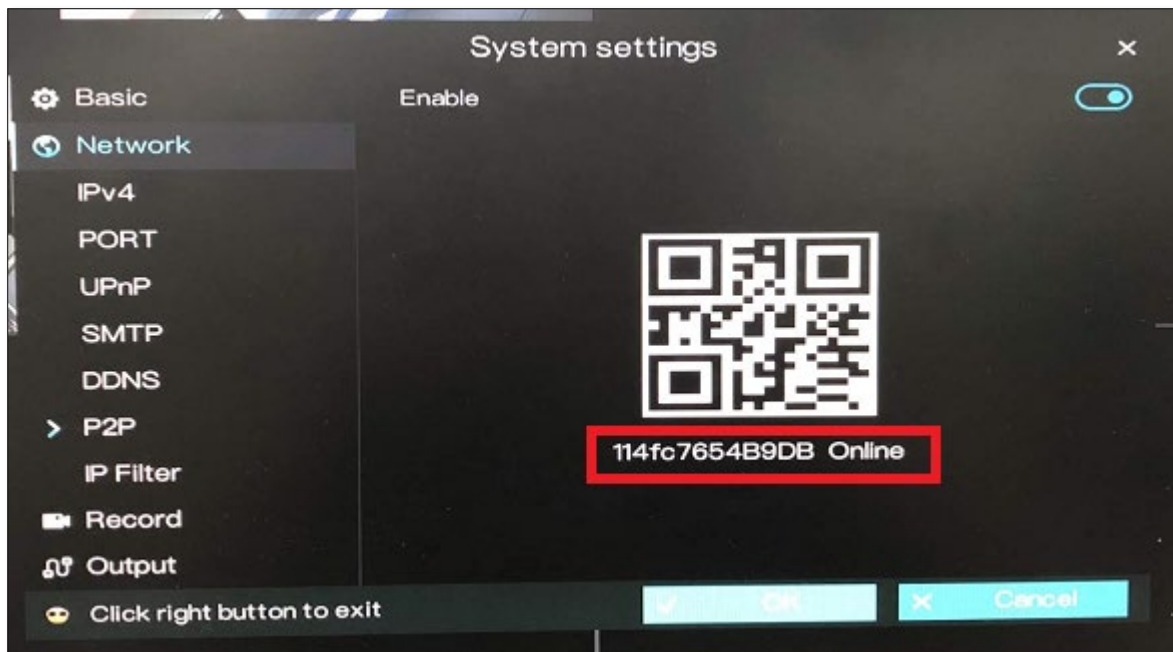 System settings
Basic
Enable
Network
IPv4
PORT
UPnP
SMTP
DDNS
P2P
114fc7654B9DB Online
IP Filter
Record
Output
Click right button to exit
OK
Cancel